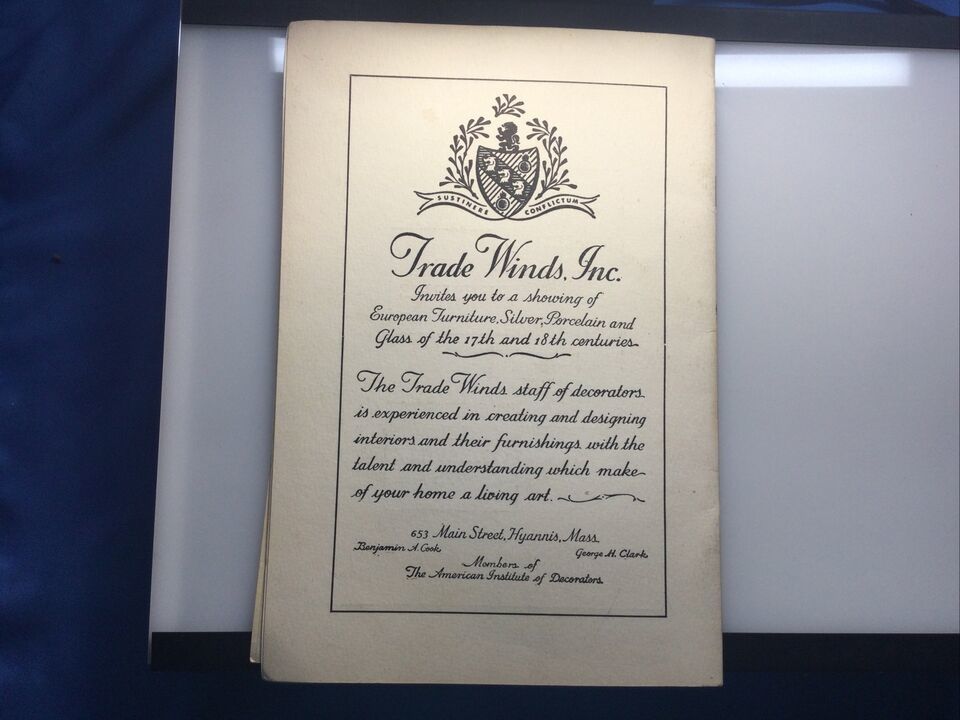 SUSTINERE CONFLICTUM
Trade Winds, Inc.
Invites you to a showing of
European Furniture, Silver, Porcelain and
Glass of the 17th and 18th centuries
The Trade Winds staff of decorators
is experienced in creating and designing
interiors and their furnishings with the
talent and understanding which make
of your home a living art.
653 Main Street, Hyannis, Mass.
Benjamin A. Cook George H. Clark
Members of
The American Institute of Decorators